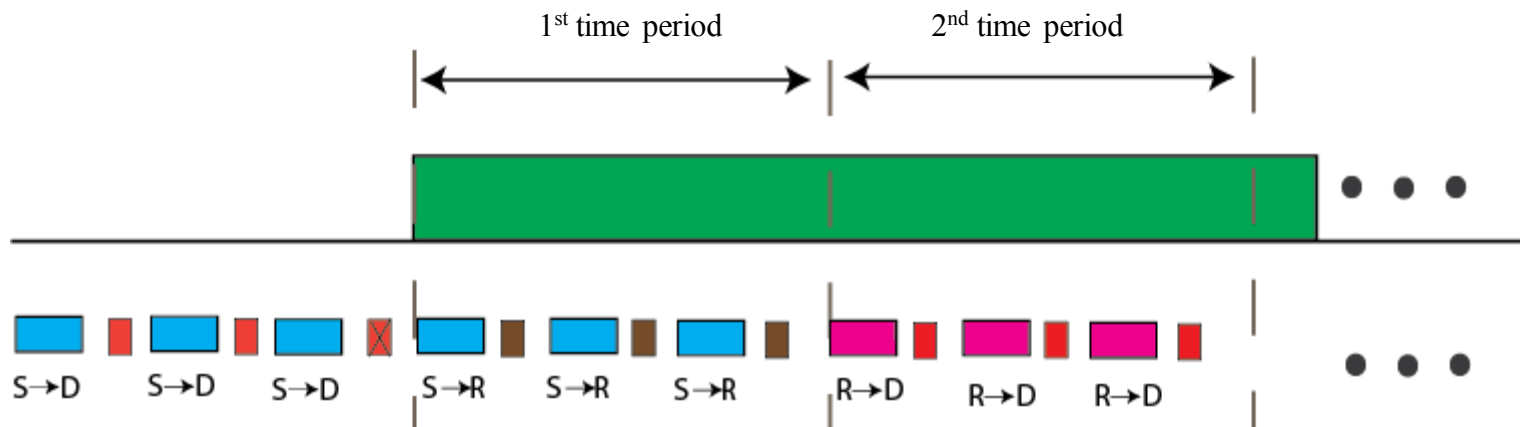 1st time period
2nd time period
S→D
S→D
S→D
S→R
S→R
S→R
R→D
R→D
R→D